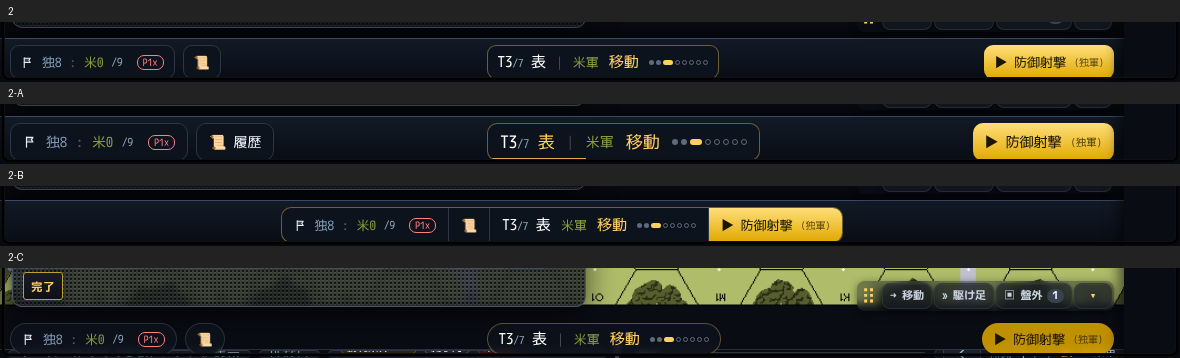 2
独8 : 米0 /9 P1x T3/7 表 | 米軍 移動 ▶ 防御射撃 (独軍)
2-A
独8 : 米0 /9 P1x 履歴 T3/7 表 | 米軍 移動 ▶ 防御射撃 (独軍)
2-B
独8 : 米0 /9 P1x T3/7 表 米軍 移動 ▶ 防御射撃 (独軍)
2-C
完了 → 移動 » 駆け足 盤外 1 ▾
独8 : 米0 /9 P1x T3/7 表 | 米軍 移動 ▶ 防御射撃 (独軍)